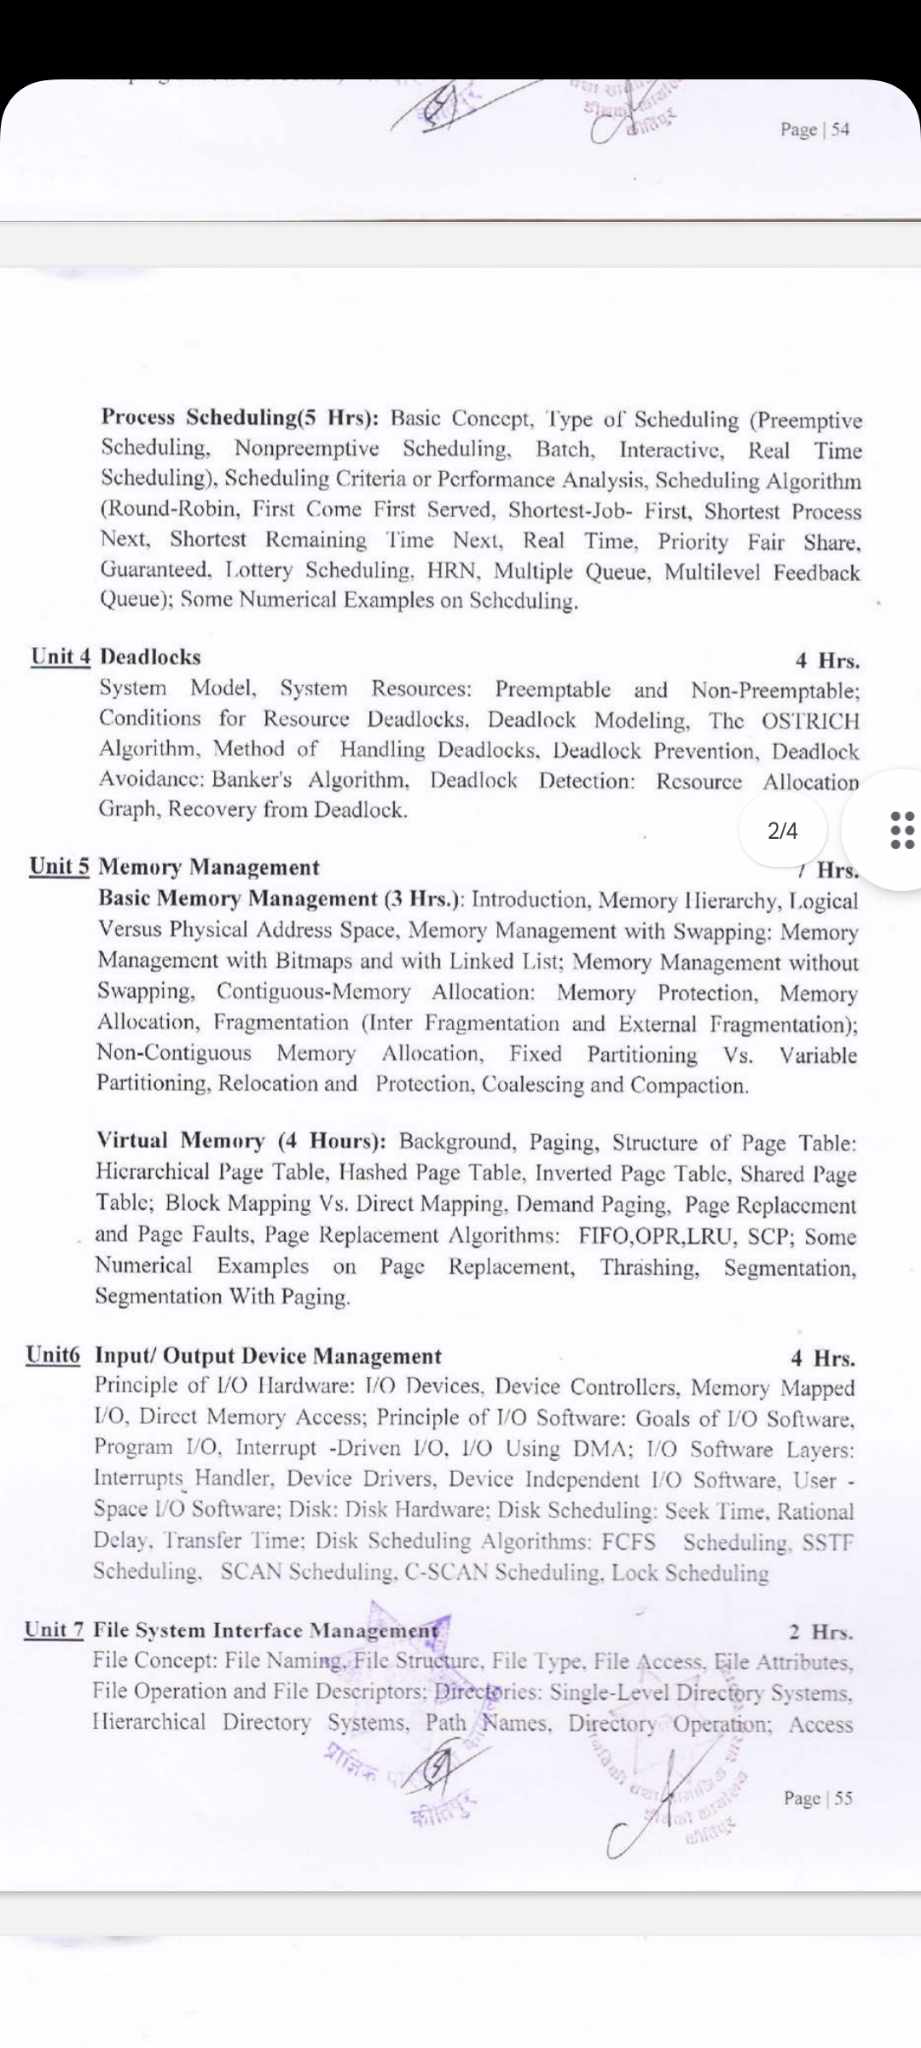 Page | 54
Process Scheduling(5 Hrs): Basic Concept, Type of Scheduling (Preemptive
Scheduling, Nonpreemptive Scheduling, Batch, Interactive, Real Time
Scheduling), Scheduling Criteria or Performance Analysis, Scheduling Algorithm
(Round-Robin, First Come First Served, Shortest-Job- First, Shortest Process
Next, Shortest Remaining Time Next, Real Time, Priority Fair Share,
Guaranteed, Lottery Scheduling, HRN, Multiple Queue, Multilevel Feedback
Queue); Some Numerical Examples on Scheduling.
Unit 4 Deadlocks 4 Hrs.
System Model, System Resources: Preemptable and Non-Preemptable;
Conditions for Resource Deadlocks, Deadlock Modeling, The OSTRICH
Algorithm, Method of Handling Deadlocks, Deadlock Prevention, Deadlock
Avoidance: Banker's Algorithm, Deadlock Detection: Resource Allocation
Graph, Recovery from Deadlock.
2/4
Unit 5 Memory Management 7 Hrs.
Basic Memory Management (3 Hrs.): Introduction, Memory Hierarchy, Logical
Versus Physical Address Space, Memory Management with Swapping: Memory
Management with Bitmaps and with Linked List; Memory Management without
Swapping, Contiguous-Memory Allocation: Memory Protection, Memory
Allocation, Fragmentation (Inter Fragmentation and External Fragmentation);
Non-Contiguous Memory Allocation, Fixed Partitioning Vs. Variable
Partitioning, Relocation and Protection, Coalescing and Compaction.
Virtual Memory (4 Hours): Background, Paging, Structure of Page Table:
Hierarchical Page Table, Hashed Page Table, Inverted Page Table, Shared Page
Table; Block Mapping Vs. Direct Mapping, Demand Paging, Page Replacement
and Page Faults, Page Replacement Algorithms: FIFO,OPR,LRU, SCP; Some
Numerical Examples on Page Replacement, Thrashing, Segmentation,
Segmentation With Paging.
Unit6 Input/ Output Device Management 4 Hrs.
Principle of I/O Hardware: I/O Devices, Device Controllers, Memory Mapped
I/O, Direct Memory Access; Principle of I/O Software: Goals of I/O Software,
Program I/O, Interrupt -Driven I/O, I/O Using DMA; I/O Software Layers:
Interrupts Handler, Device Drivers, Device Independent I/O Software, User -
Space I/O Software; Disk: Disk Hardware; Disk Scheduling: Seek Time, Rational
Delay, Transfer Time; Disk Scheduling Algorithms: FCFS Scheduling, SSTF
Scheduling, SCAN Scheduling, C-SCAN Scheduling, Lock Scheduling
Unit 7 File System Interface Management 2 Hrs.
File Concept: File Naming, File Structure, File Type, File Access, File Attributes,
File Operation and File Descriptors; Directories: Single-Level Directory Systems,
Hierarchical Directory Systems, Path Names, Directory Operation; Access
कीर्तिपुर
Page | 55